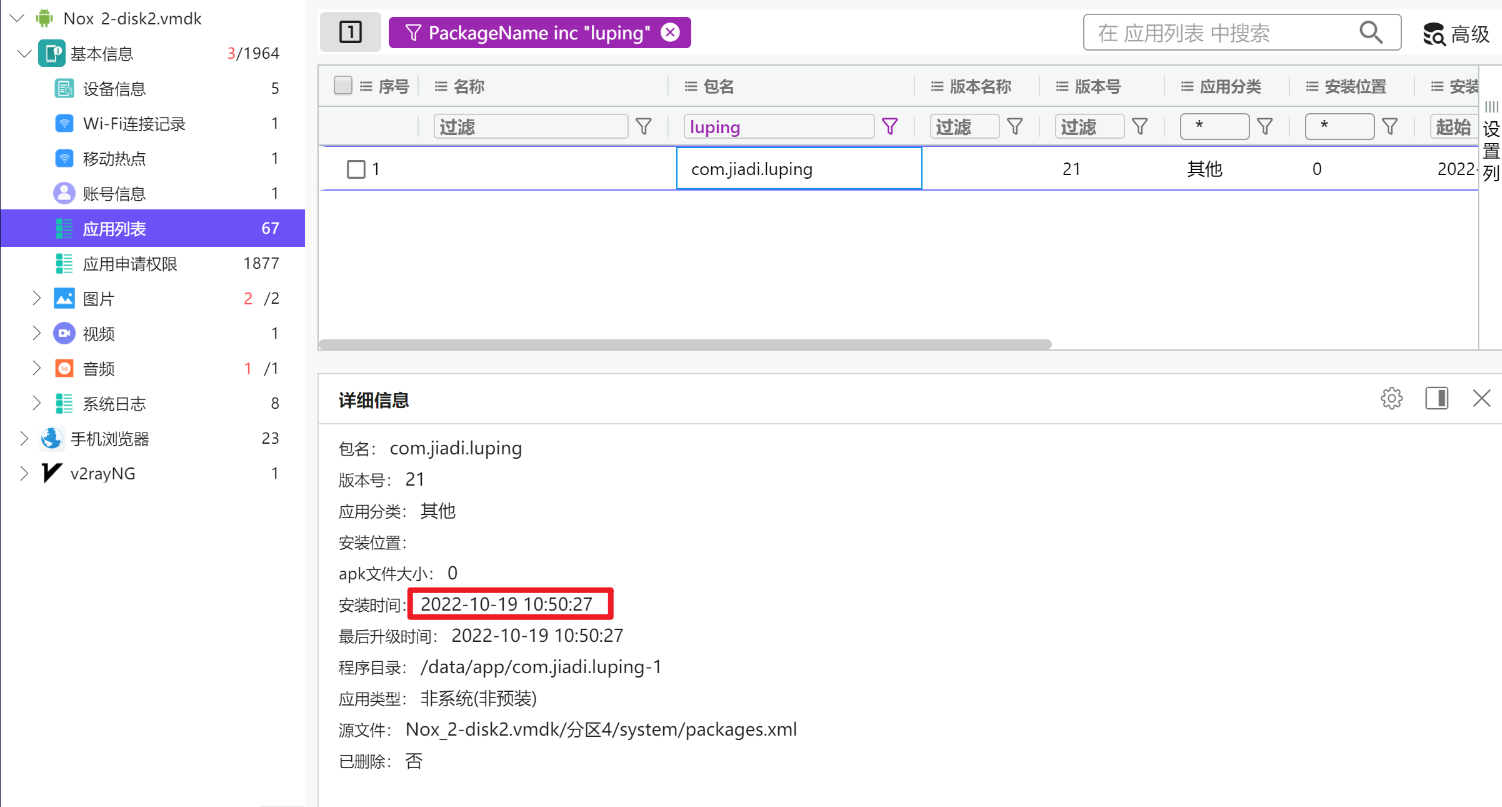 Nox_2-disk2.vmdk
基本信息 3/1964
设备信息 5
Wi-Fi连接记录 1
移动热点 1
账号信息 1
应用列表 67
应用申请权限 1877
图片 2 /2
视频 1
音频 1 /1
系统日志 8
手机浏览器 23
v2rayNG 1
1 PackageName inc "luping"
在 应用列表 中搜索
高级
序号 名称 包名 版本名称 版本号 应用分类 安装位置 安装
过滤 luping 过滤 过滤 * * 起始
1 com.jiadi.luping 21 其他 0 2022-
设置列
详细信息
包名: com.jiadi.luping
版本号: 21
应用分类: 其他
安装位置:
apk文件大小: 0
安装时间: 2022-10-19 10:50:27
最后升级时间: 2022-10-19 10:50:27
程序目录: /data/app/com.jiadi.luping-1
应用类型: 非系统(非预装)
源文件: Nox_2-disk2.vmdk/分区4/system/packages.xml
已删除: 否